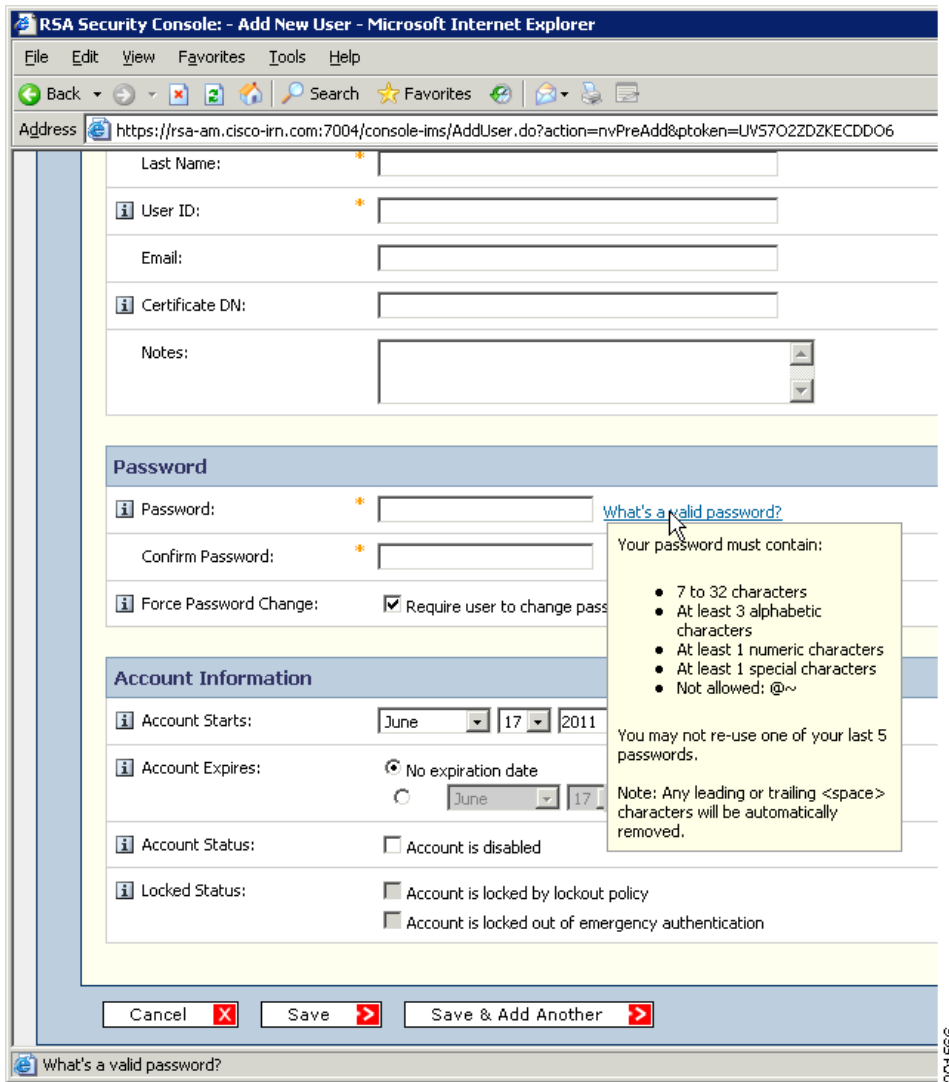 RSA Security Console: - Add New User - Microsoft Internet Explorer
File Edit View Favorites Tools Help
Back Search Favorites
Address https://rsa-am.cisco-irn.com:7004/console-ims/AddUser.do?action=nvPreAdd&ptoken=UVS7O2ZDZKECDDO6
Last Name: *
User ID: *
Email:
Certificate DN:
Notes:
Password
Password: * What's a valid password?
Confirm Password: *
Force Password Change: Require user to change pass
Your password must contain:
• 7 to 32 characters
• At least 3 alphabetic
characters
• At least 1 numeric characters
• At least 1 special characters
• Not allowed: @~
You may not re-use one of your last 5
passwords.
Note: Any leading or trailing <space>
characters will be automatically
removed.
Account Information
Account Starts: June 17 2011
Account Expires: No expiration date
June 17
Account Status: Account is disabled
Locked Status: Account is locked by lockout policy
Account is locked out of emergency authentication
Cancel X Save Save & Add Another
What's a valid password?